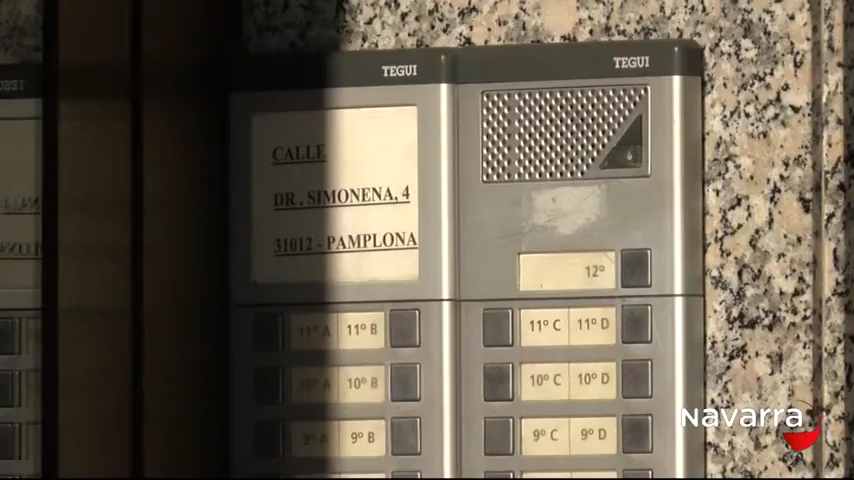 TEGUI
TEGUI
CALLE
DR. SIMONENA, 4
31012 - PAMPLONA
12º
11º A 11º B 11º C 11º D
10º A 10º B 10º C 10º D
9º A 9º B 9º C 9º D
Navarra